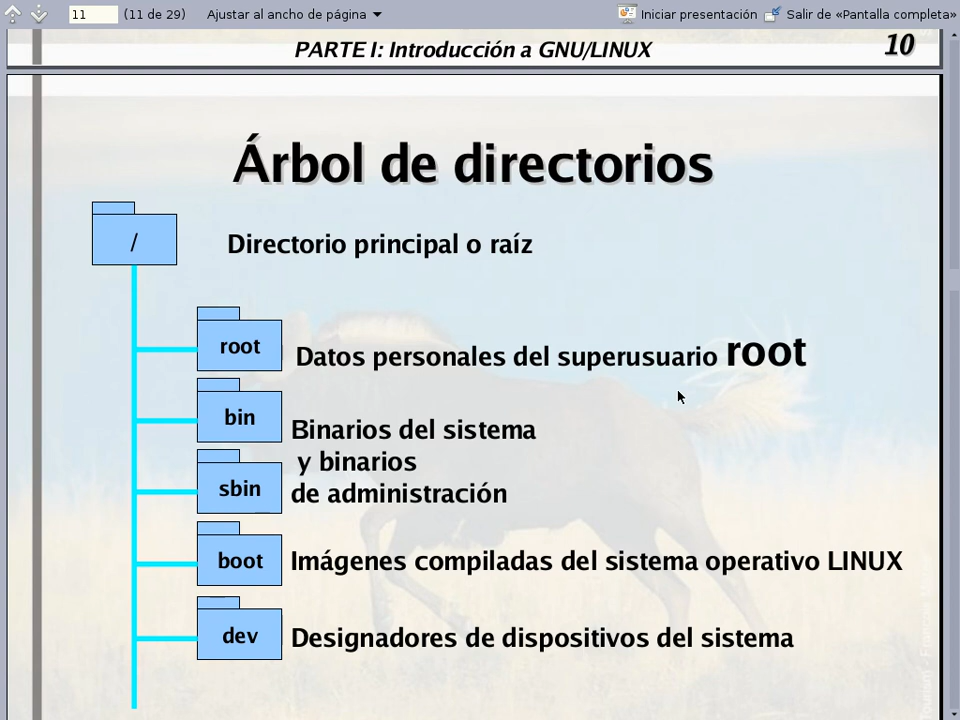 11 (11 de 29) Ajustar al ancho de página Iniciar presentación Salir de «Pantalla completa»
PARTE I: Introducción a GNU/LINUX 10
Árbol de directorios
/ Directorio principal o raíz
root Datos personales del superusuario root
bin Binarios del sistema
y binarios
sbin de administración
boot Imágenes compiladas del sistema operativo LINUX
dev Designadores de dispositivos del sistema